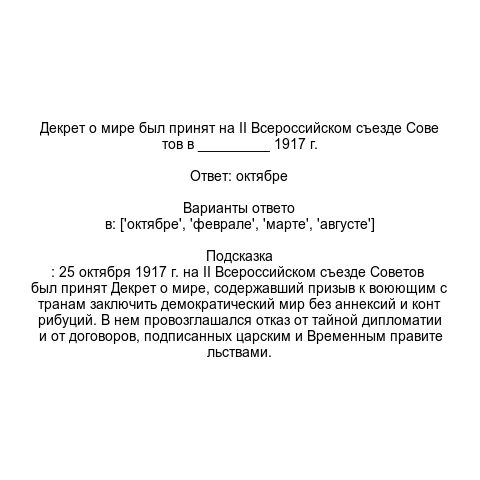 Декрет о мире был принят на II Всероссийском съезде Сове
тов в _________ 1917 г.
Ответ: октябре
Варианты ответо
в: ['октябре', 'феврале', 'марте', 'августе']
Подсказка
: 25 октября 1917 г. на II Всероссийском съезде Советов
был принят Декрет о мире, содержавший призыв к воюющим с
транам заключить демократический мир без аннексий и конт
рибуций. В нем провозглашался отказ от тайной дипломатии
и от договоров, подписанных царским и Временным правите
льствами.